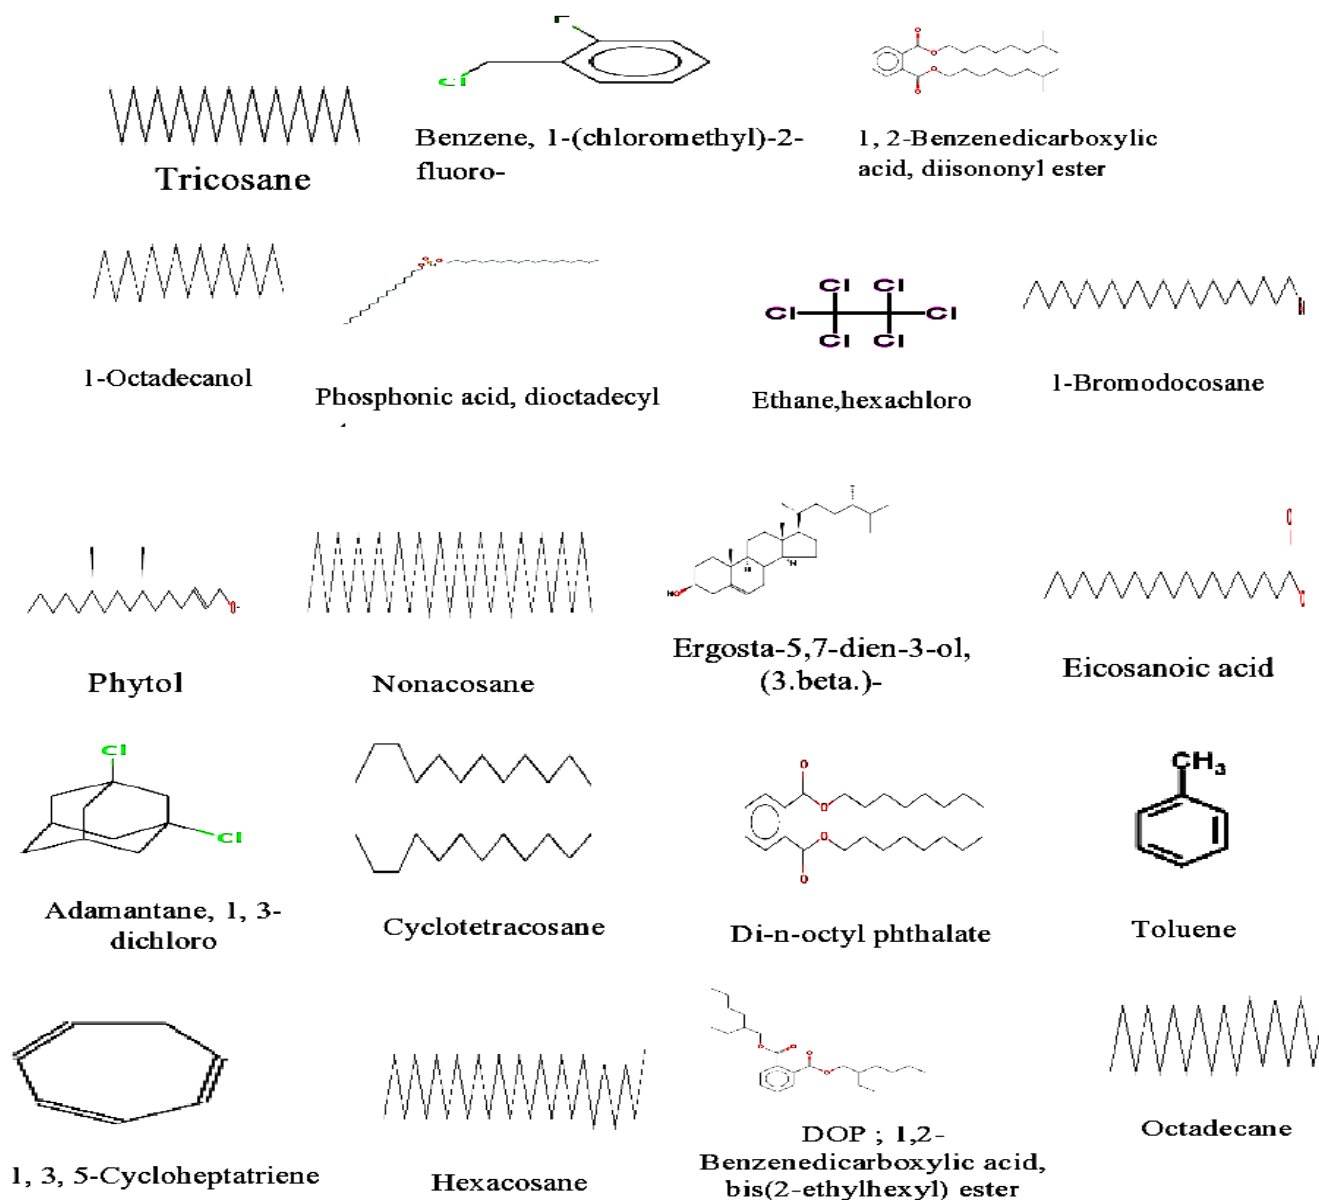 Cl
Benzene, 1-(chloromethyl)-2-
fluoro-
1, 2-Benzenedicarboxylic
acid, diisononyl ester
Tricosane
1-Octadecanol
Phosphonic acid, dioctadecyl
Cl Cl
Cl Cl
Cl Cl
Ethane,hexachloro
1-Bromodocosane
Phytol
Nonacosane
HO
H
H
Ergosta-5,7-dien-3-ol,
(3.beta.)-
Eicosanoic acid
Cl
Cl
Adamantane, 1, 3-
dichloro
Cyclotetracosane
O
O
O
O
Di-n-octyl phthalate
CH3
Toluene
1, 3, 5-Cycloheptatriene
Hexacosane
DOP ; 1,2-
Benzenedicarboxylic acid,
bis(2-ethylhexyl) ester
Octadecane